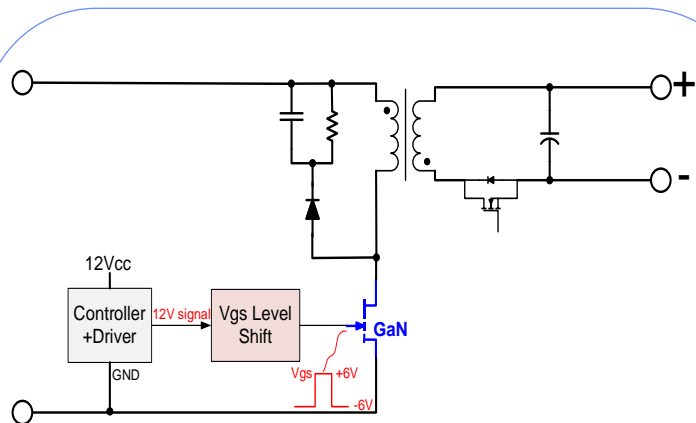 +
-
12Vcc
Controller
+Driver
12V signal
Vgs Level
Shift
GaN
GND
Vgs
+6V
-6V